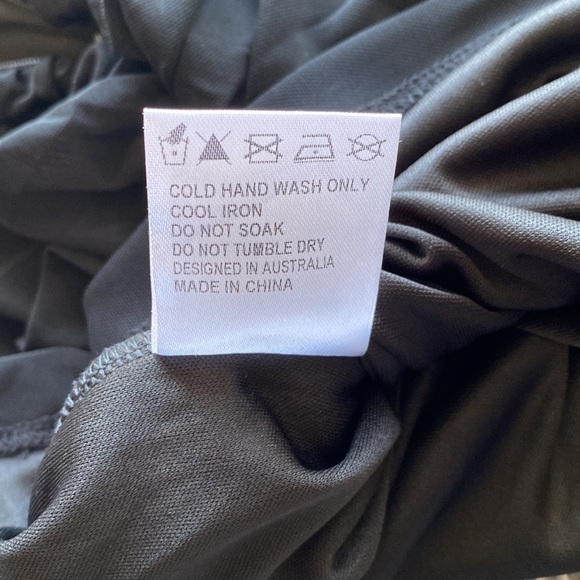 COLD HAND WASH ONLY
COOL IRON
DO NOT SOAK
DO NOT TUMBLE DRY
DESIGNED IN AUSTRALIA
MADE IN CHINA